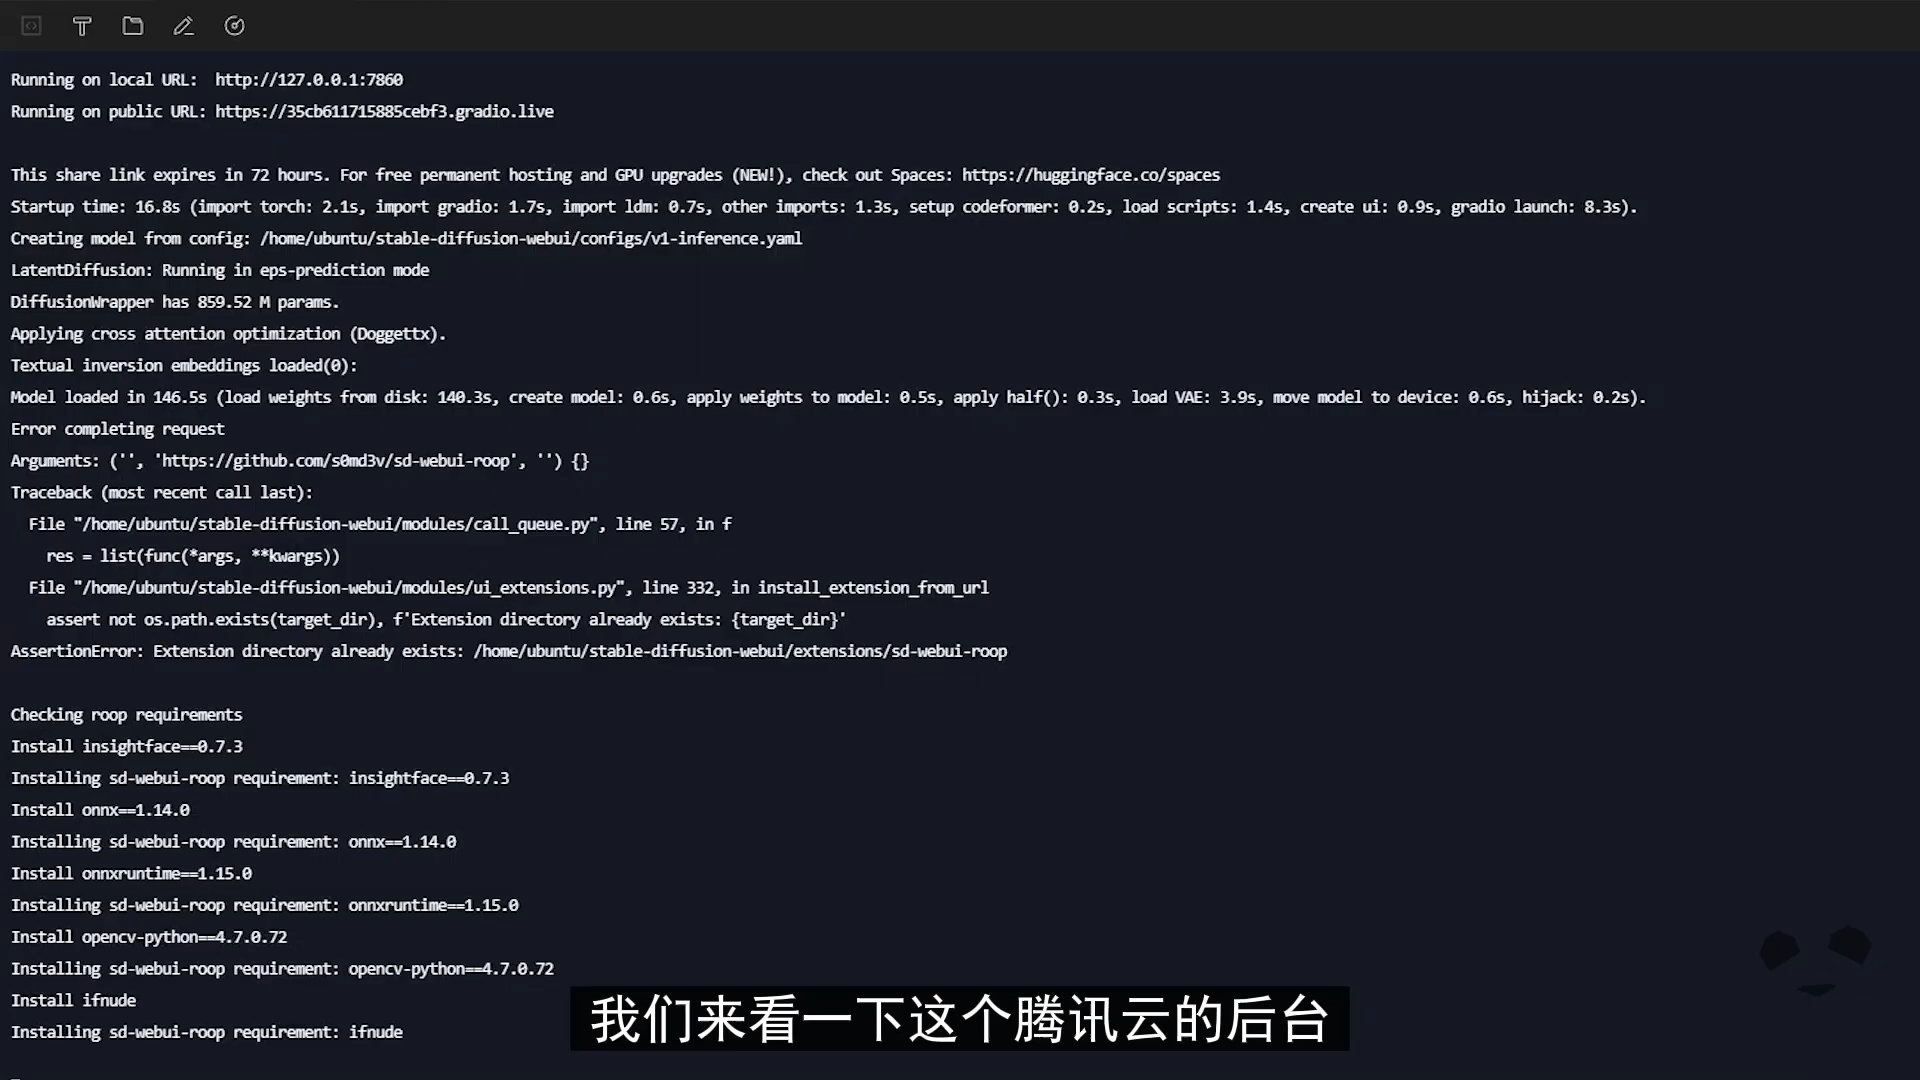 Running on local URL:  http://127.0.0.1:7860
Running on public URL: https://35cb611715885cebf3.gradio.live
This share link expires in 72 hours. For free permanent hosting and GPU upgrades (NEW!), check out Spaces: https://huggingface.co/spaces
Startup time: 16.8s (import torch: 2.1s, import gradio: 1.7s, import ldm: 0.7s, other imports: 1.3s, setup codeformer: 0.2s, load scripts: 1.4s, create ui: 0.9s, gradio launch: 8.3s).
Creating model from config: /home/ubuntu/stable-diffusion-webui/configs/v1-inference.yaml
LatentDiffusion: Running in eps-prediction mode
DiffusionWrapper has 859.52 M params.
Applying cross attention optimization (Doggettx).
Textual inversion embeddings loaded(0):
Model loaded in 146.5s (load weights from disk: 140.3s, create model: 0.6s, apply weights to model: 0.5s, apply half(): 0.3s, load VAE: 3.9s, move model to device: 0.6s, hijack: 0.2s).
Error completing request
Arguments: ('', 'https://github.com/s0md3v/sd-webui-roop', '') {}
Traceback (most recent call last):
  File "/home/ubuntu/stable-diffusion-webui/modules/call_queue.py", line 57, in f
    res = list(func(*args, **kwargs))
  File "/home/ubuntu/stable-diffusion-webui/modules/ui_extensions.py", line 332, in install_extension_from_url
    assert not os.path.exists(target_dir), f'Extension directory already exists: {target_dir}'
AssertionError: Extension directory already exists: /home/ubuntu/stable-diffusion-webui/extensions/sd-webui-roop
Checking roop requirements
Install insightface==0.7.3
Installing sd-webui-roop requirement: insightface==0.7.3
Install onnx==1.14.0
Installing sd-webui-roop requirement: onnx==1.14.0
Install onnxruntime==1.15.0
Installing sd-webui-roop requirement: onnxruntime==1.15.0
Install opencv-python==4.7.0.72
Installing sd-webui-roop requirement: opencv-python==4.7.0.72
Install ifnude
Installing sd-webui-roop requirement: ifnude
我们来看一下这个腾讯云的后台